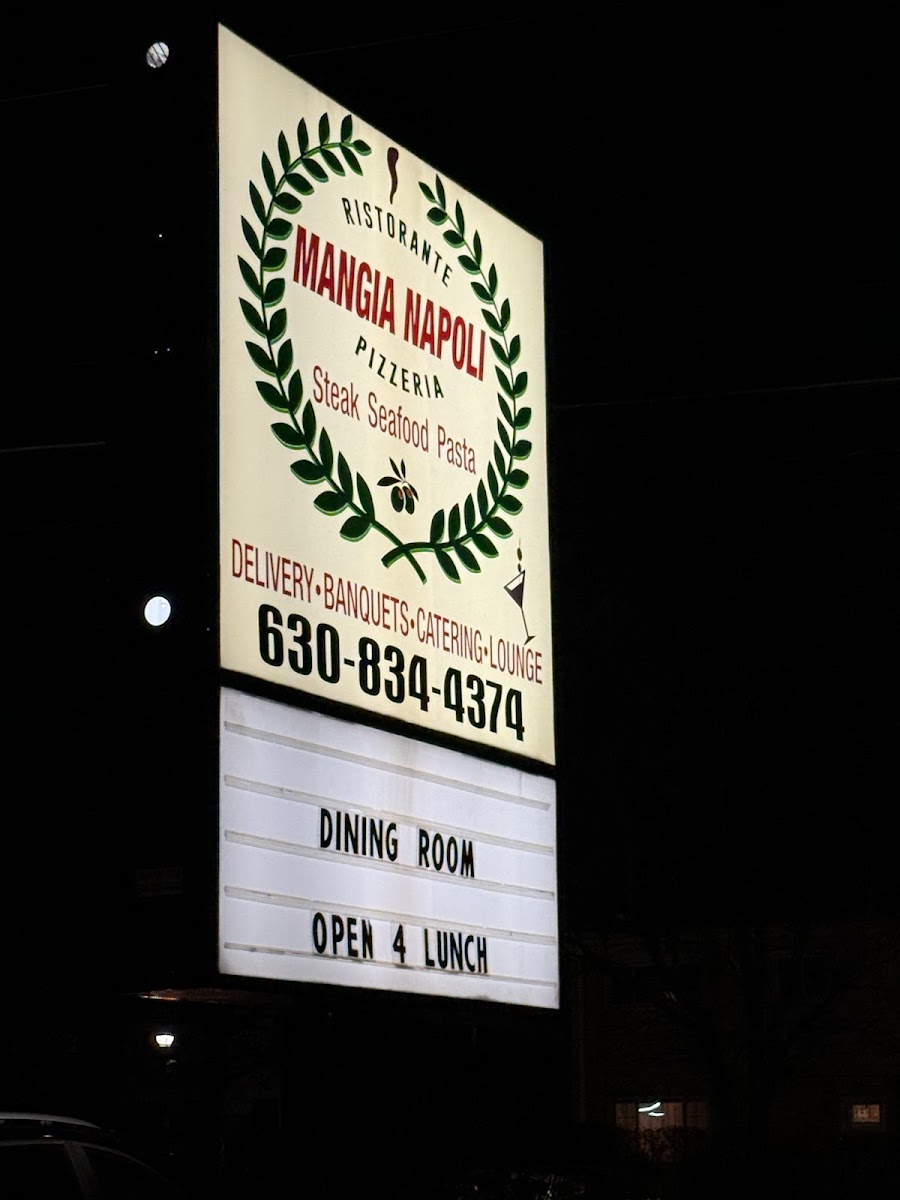 RISTORANTE
MANGIA NAPOLI
PIZZERIA
Steak Seafood Pasta
DELIVERY•BANQUETS•CATERING•LOUNGE
630-834-4374
DINING ROOM
OPEN 4 LUNCH